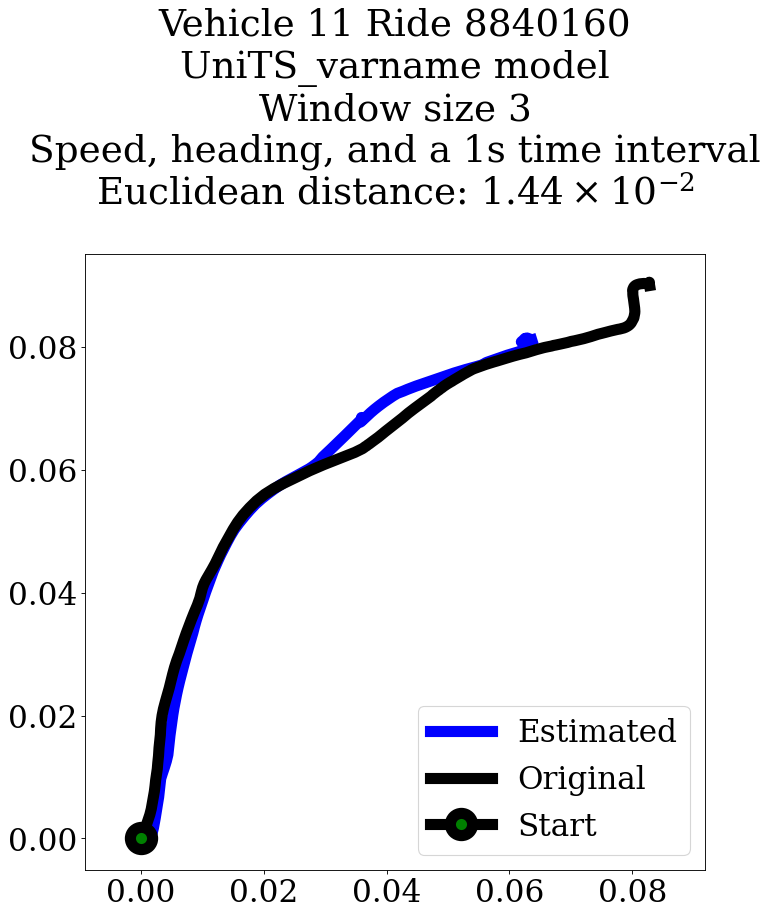 Vehicle 11 Ride 8840160
UniTS_varname model
Window size 3
Speed, heading, and a 1s time interval
Euclidean distance: 1.44 × 10⁻²
0.08
0.06
0.04
0.02
0.00
Estimated
Original
Start
0.00 0.02 0.04 0.06 0.08